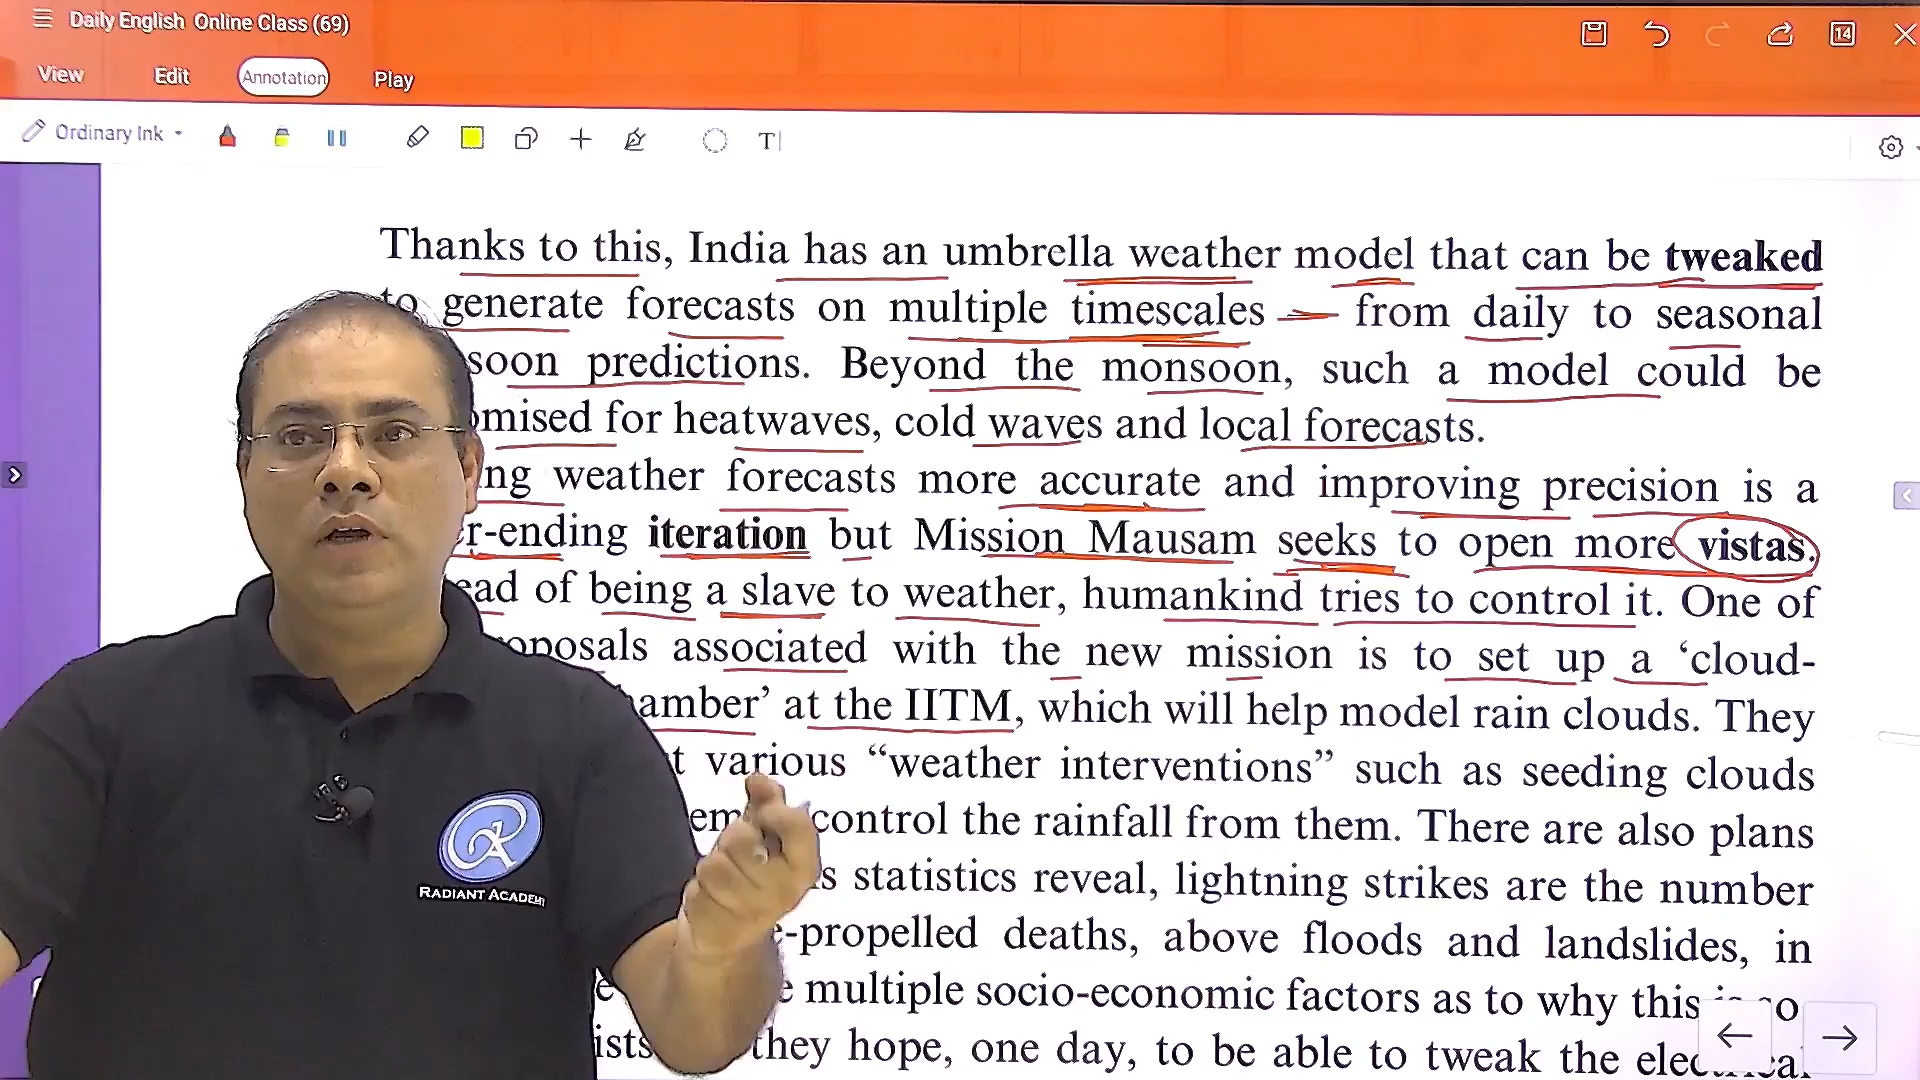 Daily English Online Class (69)
14
View Edit Annotation Play
Ordinary Ink
T|
Thanks to this, India has an umbrella weather model that can be tweaked
to generate forecasts on multiple timescales — from daily to seasonal
soon predictions. Beyond the monsoon, such a model could be
omised for heatwaves, cold waves and local forecasts.
ng weather forecasts more accurate and improving precision is a
r-ending iteration but Mission Mausam seeks to open more vistas.
ead of being a slave to weather, humankind tries to control it. One of
oposals associated with the new mission is to set up a ‘cloud-
amber’ at the IITM, which will help model rain clouds. They
t various “weather interventions” such as seeding clouds
em control the rainfall from them. There are also plans
s statistics reveal, lightning strikes are the number
-propelled deaths, above floods and landslides, in
e multiple socio-economic factors as to why this is so
ists they hope, one day, to be able to tweak the electrical
RADIANT ACADEMY